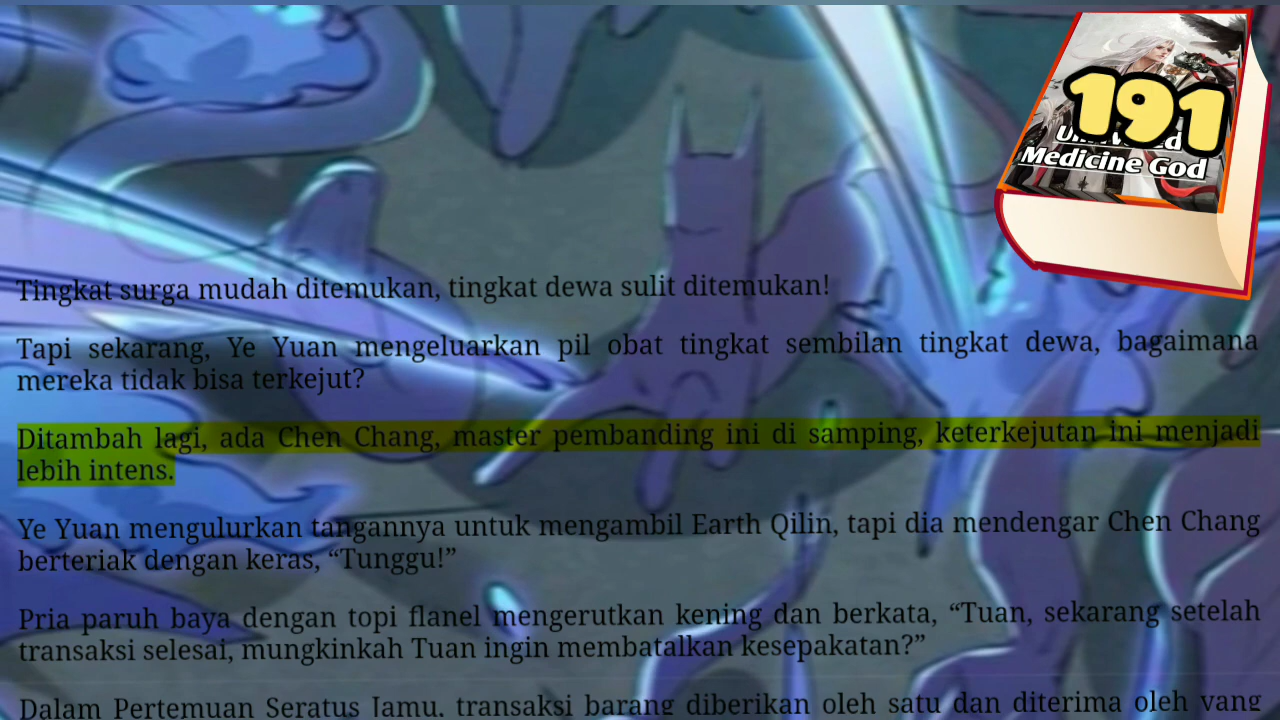 191
Medicine God
Tingkat surga mudah ditemukan, tingkat dewa sulit ditemukan!
Tapi sekarang, Ye Yuan mengeluarkan pil obat tingkat sembilan tingkat dewa, bagaimana
mereka tidak bisa terkejut?
Ditambah lagi, ada Chen Chang, master pembanding ini di samping, keterkejutan ini menjadi
lebih intens.
Ye Yuan mengulurkan tangannya untuk mengambil Earth Qilin, tapi dia mendengar Chen Chang
berteriak dengan keras, “Tunggu!”
Pria paruh baya dengan topi flanel mengerutkan kening dan berkata, “Tuan, sekarang setelah
transaksi selesai, mungkinkah Tuan ingin membatalkan kesepakatan?”
Dalam Pertemuan Seratus Jamu, transaksi barang diberikan oleh satu dan diterima oleh yang